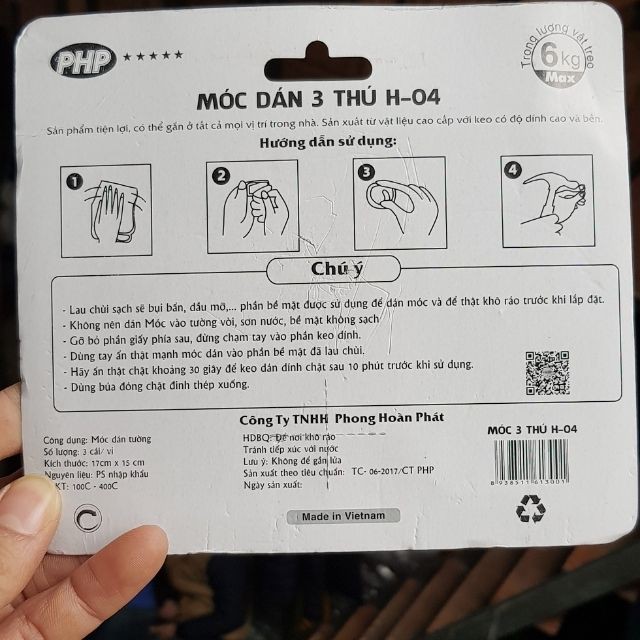 PHP
Trọng lượng vật treo
6kg
Max
MÓC DÁN 3 THÚ H-04
Sản phẩm tiện lợi, có thể gắn ở tất cả mọi vị trí trong nhà. Sản xuất từ vật liệu cao cấp với keo có độ dính cao và bền.
Hướng dẫn sử dụng:
1 2 3 4
Chú ý
- Lau chùi sạch sẽ bụi bẩn, dầu mỡ,... phần bề mặt được sử dụng để dán móc và để thật khô ráo trước khi lắp đặt.
- Không nên dán Móc vào tường vôi, sơn nước, bề mặt không sạch
- Gỡ bỏ phần giấy phía sau, đừng chạm tay vào phần keo dính.
- Dùng tay ấn thật mạnh móc dán vào phần bề mặt đã lau chùi.
- Hãy ấn thật chặt khoảng 30 giây để keo dán dính chặt sau 10 phút trước khi sử dụng.
- Dùng búa đóng chặt đinh thép xuống.
Công Ty TNHH Phong Hoàn Phát
Công dụng: Móc dán tường
Số lượng: 3 cái/ vỉ
Kích thước: 17cm x 15 cm
Nguyên liệu: PS nhập khẩu
KT: 100C - 400C
HDBQ: Để nơi khô ráo
Tránh tiếp xúc với nước
Lưu ý: Không để gần lửa
Sản xuất theo tiêu chuẩn: TC- 06-2017/CT PHP
Ngày sản xuất:
MÓC 3 THÚ H-04
8 938511 613001
Made in Vietnam